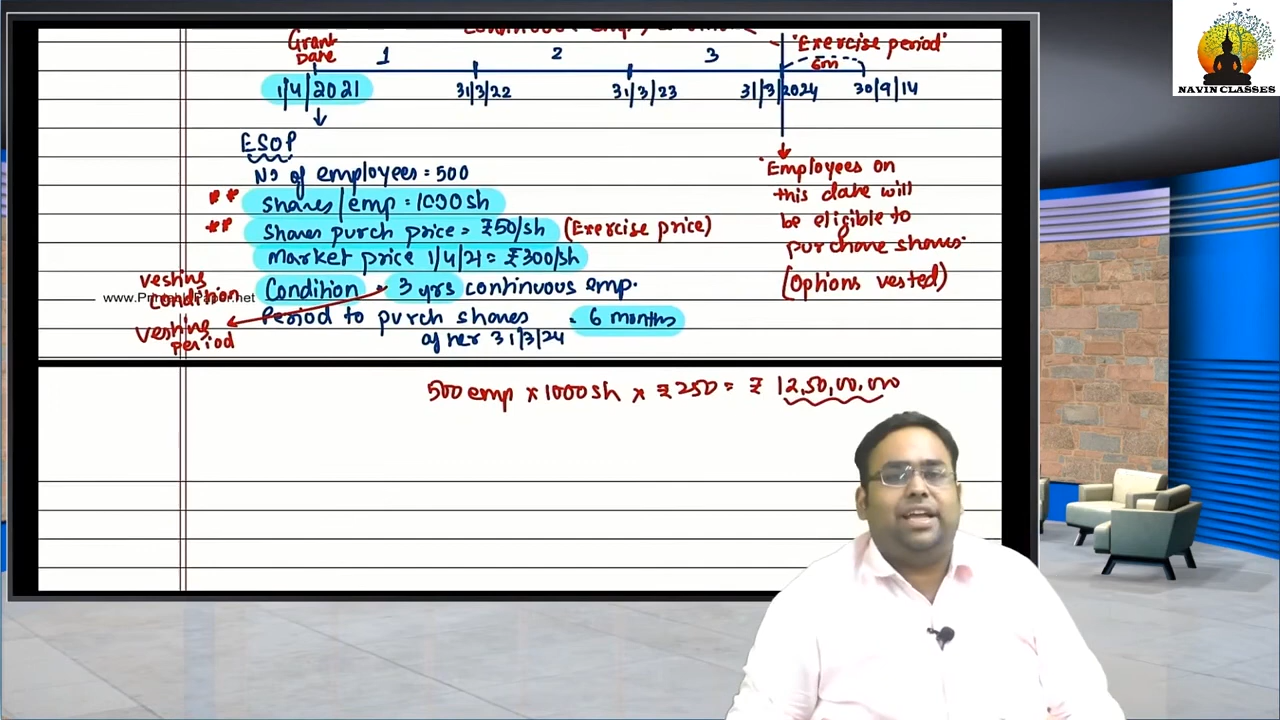 Grant 'Exercise period'
Date 1 2 3 6m
1/4/2021 31/3/22 31/3/23 31/3/2024 30/9/14
ESOP
No of employees = 500
** shares/emp = 1000sh
** shares purch price = ₹50/sh (Exercise price)
market price 1/4/21 = ₹300/sh
vesting condition
Condition = 3 yrs continuous emp.
www.PrintablePaper.net
Vesting period
Period to purch shares = 6 months
after 31/3/24
'Employees on
this date will
be eligible to
purchase shares.
(Options vested)
500 emp x 1000 sh x ₹250 = ₹ 12,50,00,000
NAVIN CLASSES